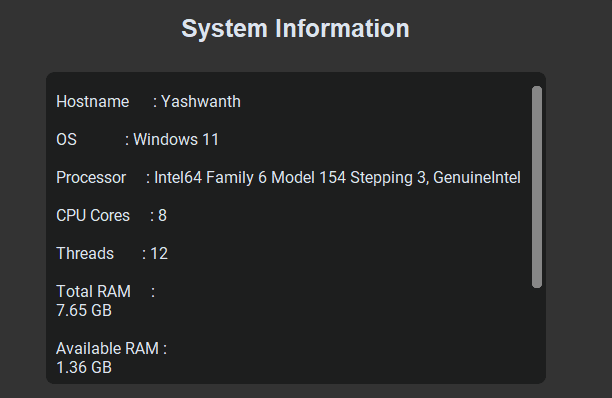 System Information
Hostname : Yashwanth
OS : Windows 11
Processor : Intel64 Family 6 Model 154 Stepping 3, GenuineIntel
CPU Cores : 8
Threads : 12
Total RAM :
7.65 GB
Available RAM :
1.36 GB